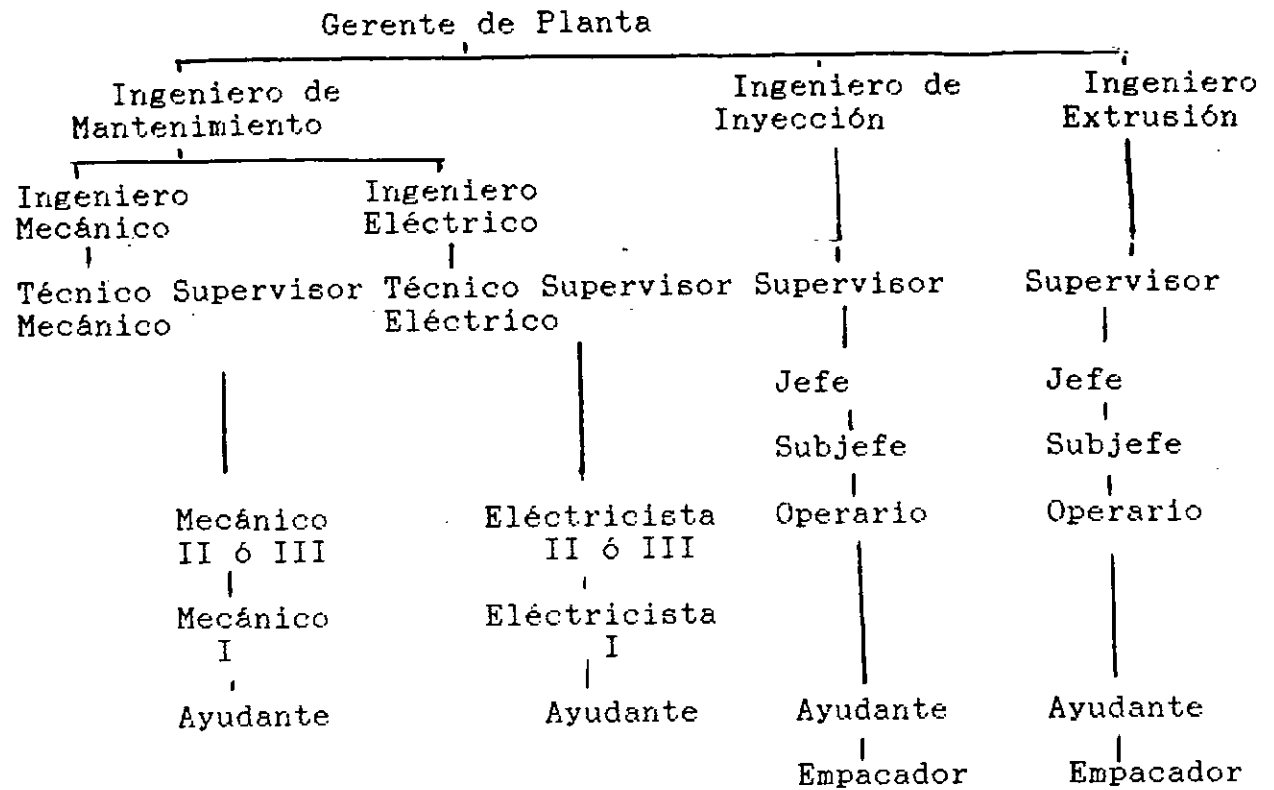 Gerente de Planta
Ingeniero de Mantenimiento
Ingeniero de Inyección
Ingeniero Extrusión
Ingeniero Mecánico
Ingeniero Eléctrico
Técnico Supervisor Mecánico
Técnico Supervisor Eléctrico
Supervisor
Supervisor
Jefe
Jefe
Subjefe
Subjefe
Mecánico II ó III
Eléctricista II ó III
Operario
Operario
Mecánico I
Eléctricista I
Ayudante
Ayudante
Ayudante
Ayudante
Empacador
Empacador